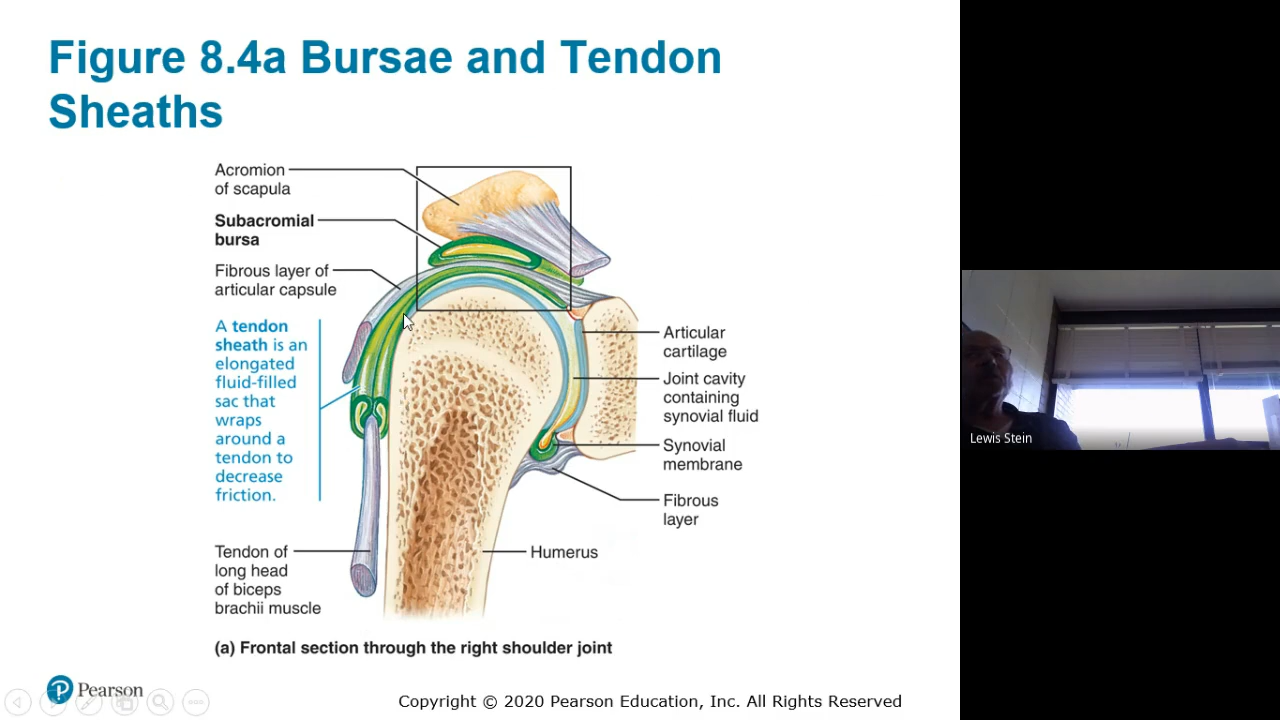 Figure 8.4a Bursae and Tendon
Sheaths
Acromion
of scapula
Subacromial
bursa
Fibrous layer of
articular capsule
A tendon
sheath is an
elongated
fluid-filled
sac that
wraps
around a
tendon to
decrease
friction.
Tendon of
long head
of biceps
brachii muscle
Articular
cartilage
Joint cavity
containing
synovial fluid
Synovial
membrane
Fibrous
layer
Humerus
(a) Frontal section through the right shoulder joint
P Pearson
Copyright © 2020 Pearson Education, Inc. All Rights Reserved
Lewis Stein